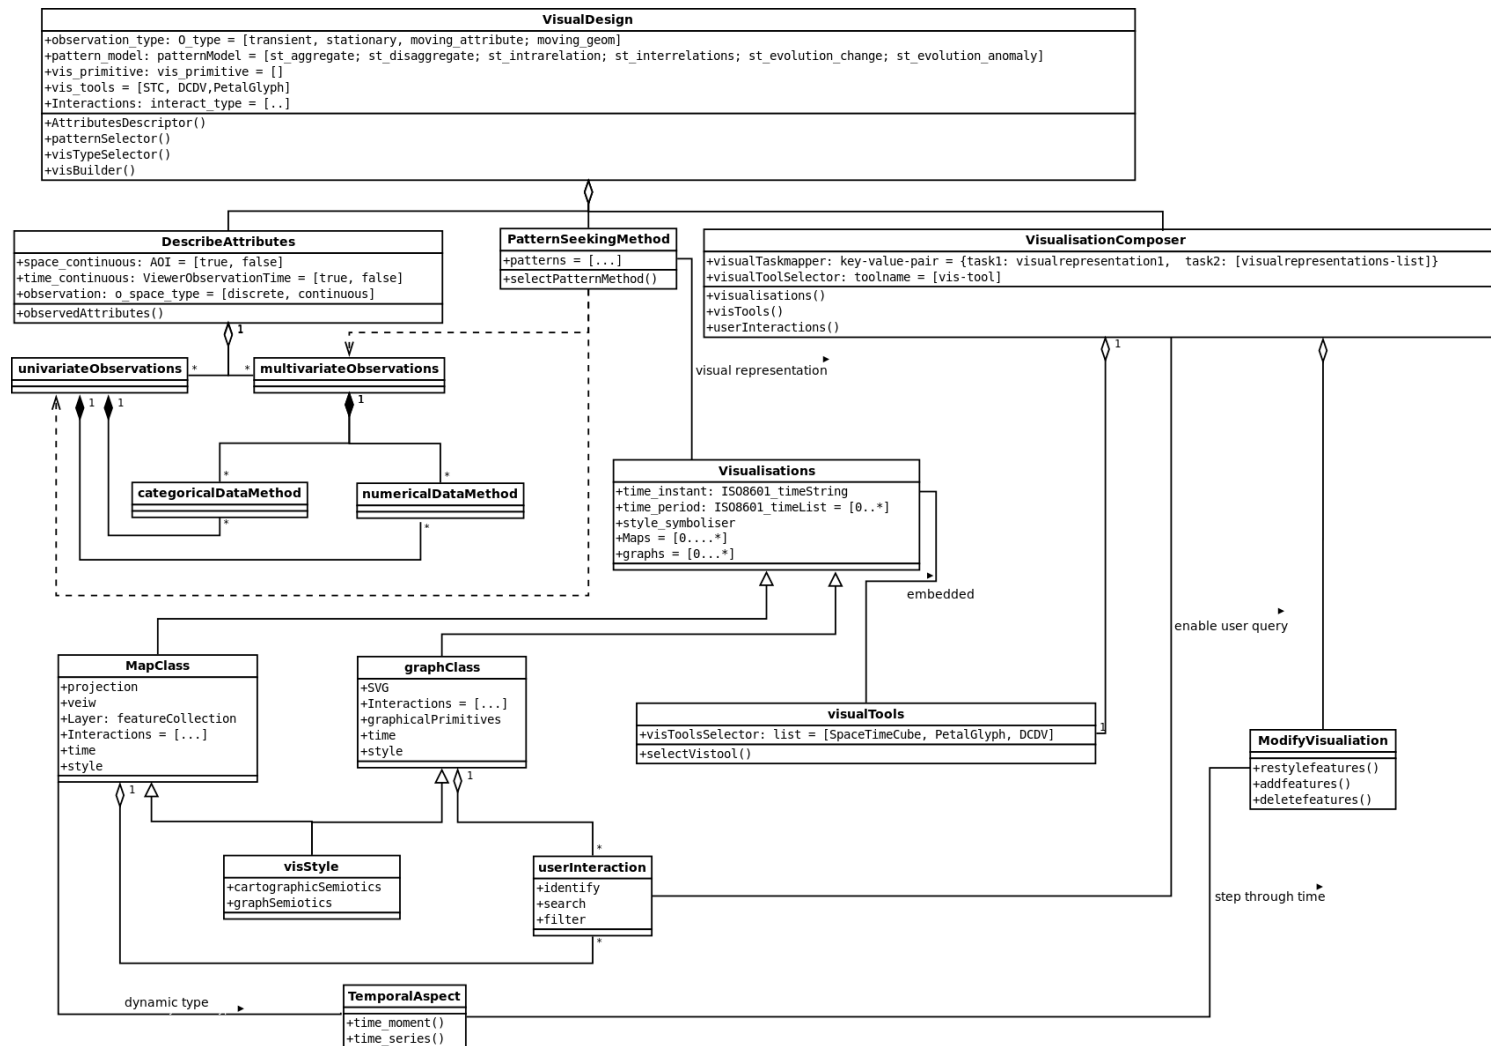 VisualDesign
+observation_type: O_type = [transient, stationary, moving_attribute; moving_geom]
+pattern_model: patternModel = [st_aggregate; st_disaggregate; st_intrarelation; st_interrelations; st_evolution_change; st_evolution_anomaly]
+vis_primitive: vis_primitive = []
+vis_tools = [STC, DCDV,PetalGlyph]
+Interactions: interact_type = [..]
+AttributesDescriptor()
+patternSelector()
+visTypeSelector()
+visBuilder()
DescribeAttributes
+space_continuous: AOI = [true, false]
+time_continuous: ViewerObservationTime = [true, false]
+observation: o_space_type = [discrete, continuous]
+observedAttributes()
PatternSeekingMethod
+patterns = [...]
+selectPatternMethod()
VisualisationComposer
+visualTaskmapper: key-value-pair = {task1: visualrepresentation1,  task2: [visualrepresentations-list]}
+visualToolSelector: toolname = [vis-tool]
+visualisations()
+visTools()
+userInteractions()
1
1
univariateObservations
*
*
multivariateObservations
visual representation
1
1
1
*
*
categoricalDataMethod
numericalDataMethod
*
*
Visualisations
+time_instant: ISO8601_timeString
+time_period: ISO8601_timeList = [0..*]
+style_symboliser
+Maps = [0....*]
+graphs = [0...*]
embedded
enable user query
MapClass
+projection
+veiw
+Layer: featureCollection
+Interactions = [...]
+time
+style
graphClass
+SVG
+Interactions = [...]
+graphicalPrimitives
+time
+style
visualTools
+visToolsSelector: list = [SpaceTimeCube, PetalGlyph, DCDV]
+selectVistool()
1
ModifyVisualiation
+restylefeatures()
+addfeatures()
+deletefeatures()
1
1
*
visStyle
+cartographicSemiotics
+graphSemiotics
userInteraction
+identify
+search
+filter
*
step through time
dynamic type
TemporalAspect
+time_moment()
+time_series()